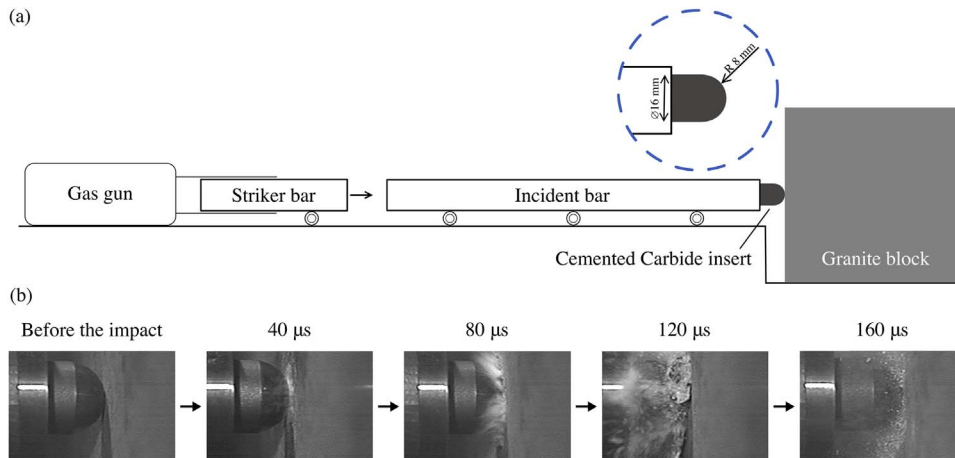 (a)
R 8 mm
∅16 mm
Gas gun
Striker bar
Incident bar
Cemented Carbide insert
Granite block
(b)
Before the impact
40 μs
80 μs
120 μs
160 μs